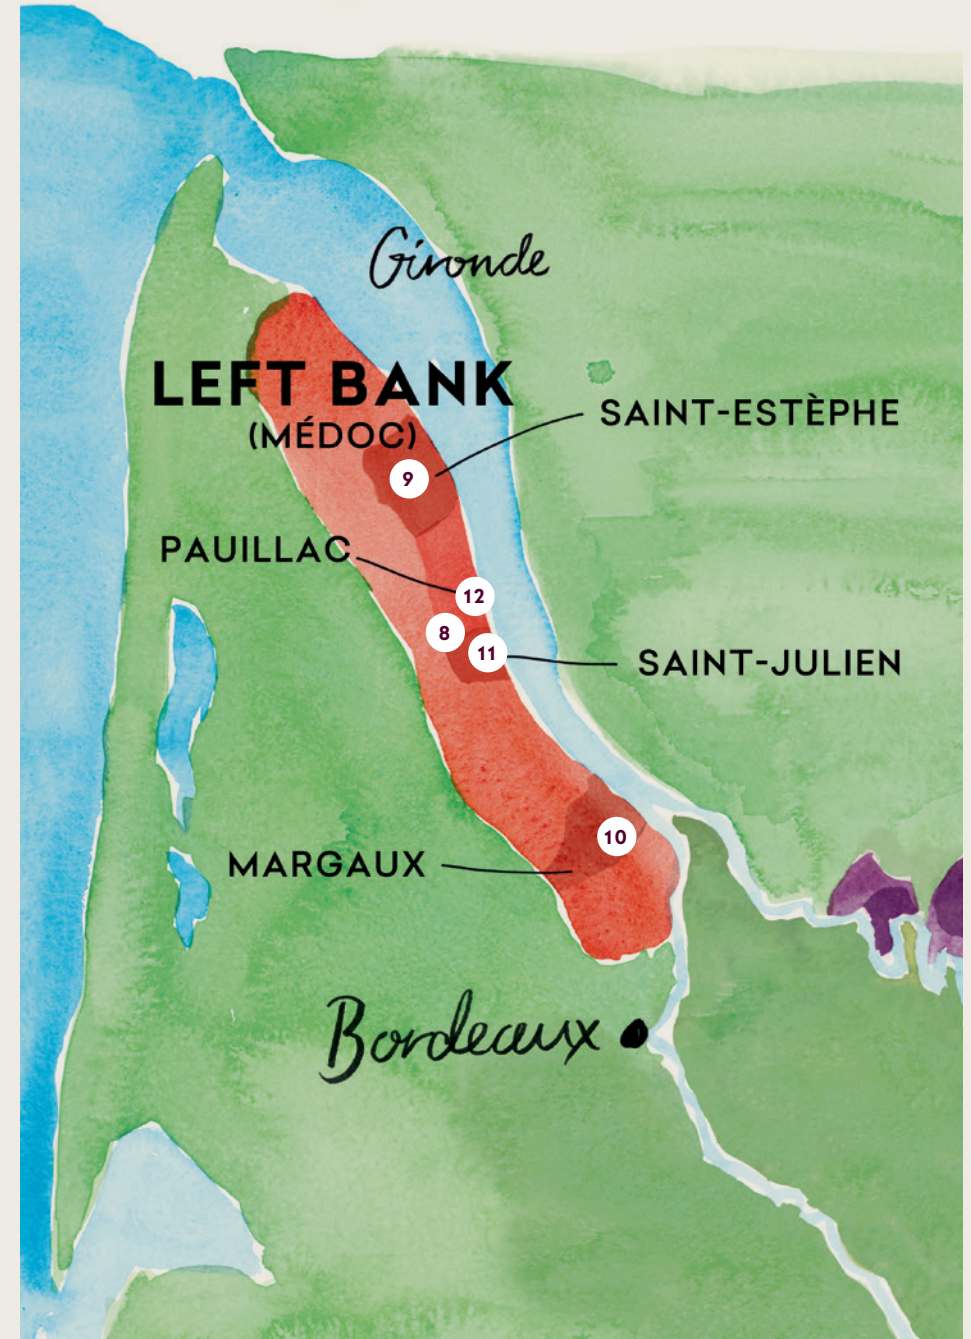 Gironde
LEFT BANK
(MÉDOC)
SAINT-ESTÈPHE
9
PAUILLAC
12
8
11
SAINT-JULIEN
10
MARGAUX
Bordeaux